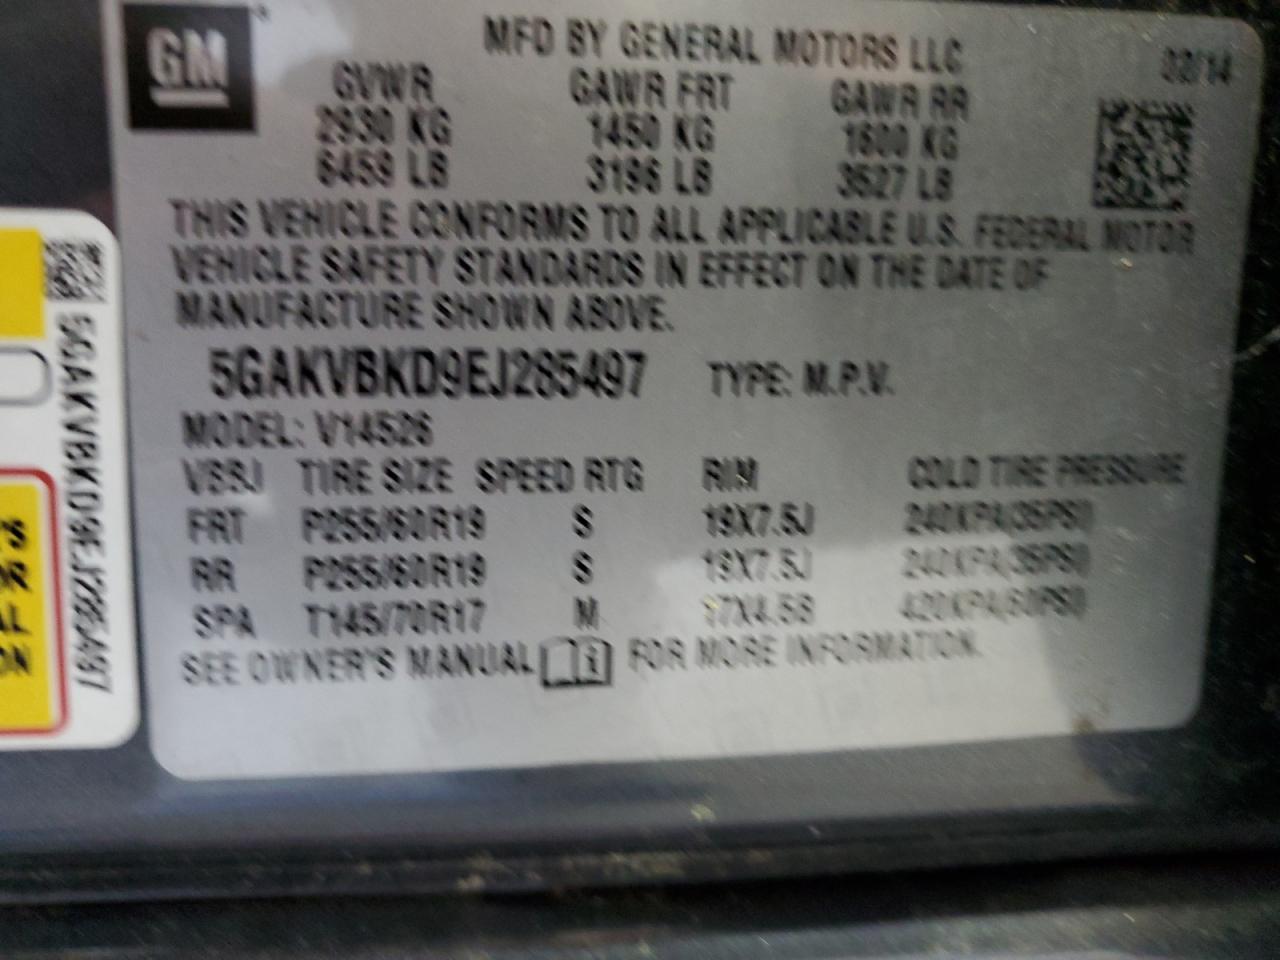 GM
MFD BY GENERAL MOTORS LLC
02/14
GVWR GAWR FRT GAWR RR
2930 KG 1450 KG 1600 KG
6459 LB 3196 LB 3527 LB
THIS VEHICLE CONFORMS TO ALL APPLICABLE U.S. FEDERAL MOTOR
VEHICLE SAFETY STANDARDS IN EFFECT ON THE DATE OF
MANUFACTURE SHOWN ABOVE.
5GAKVBKD9EJ285497 TYPE: M.P.V.
MODEL: V14526
TIRE SIZE SPEED RTG RIM COLD TIRE PRESSURE
FRT P255/60R19 S 19X7.5J 240KPA(35PSI)
RR P255/60R19 S 19X7.5J 240KPA(35PSI)
SPA T145/70R17 M 17X4.5B 420KPA(60PSI)
SEE OWNER'S MANUAL FOR MORE INFORMATION.
5GAKVBKD9EJ285497
'S
OR
AL
ON